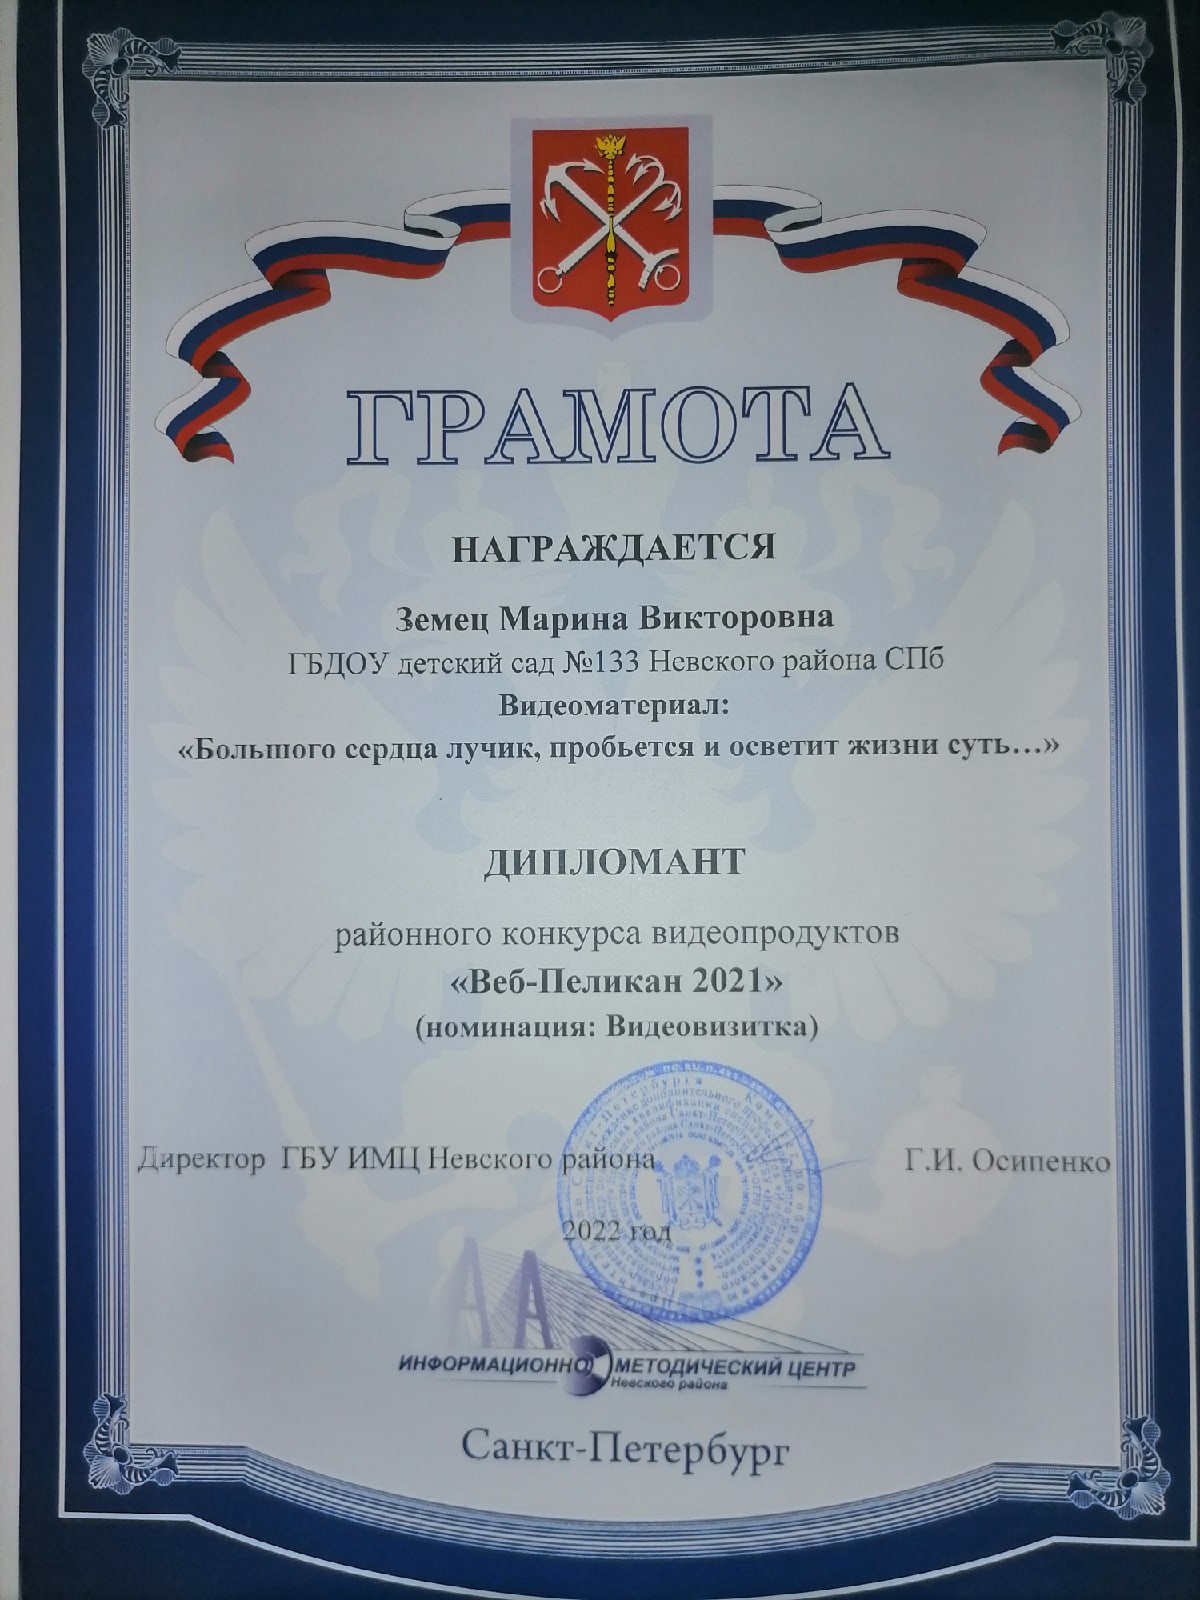 ГРАМОТА
НАГРАЖДАЕТСЯ
Земец Марина Викторовна
ГБДОУ детский сад №133 Невского района СПб
Видеоматериал:
«Большого сердца лучик, пробьется и осветит жизни суть…»
ДИПЛОМАНТ
районного конкурса видеопродуктов
«Веб-Пеликан 2021»
(номинация: Видеовизитка)
Директор ГБУ ИМЦ Невского района Г.И. Осипенко
2022 год
ИНФОРМАЦИОННО МЕТОДИЧЕСКИЙ ЦЕНТР
Невского района
Санкт-Петербург